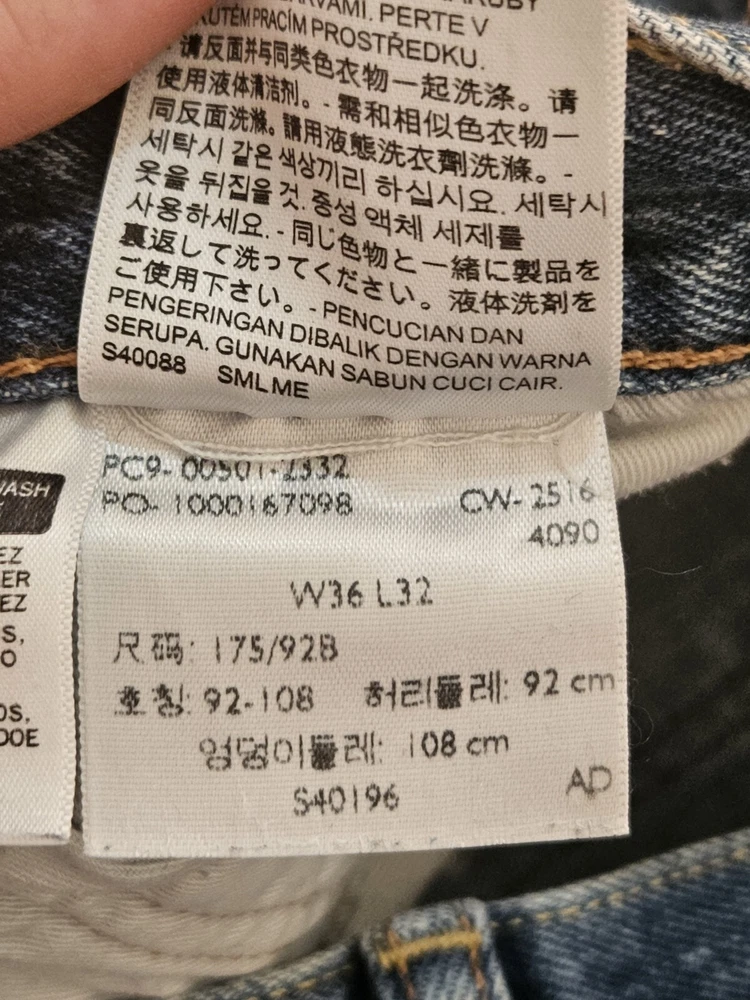 PERTE V
PRACÍM PROSTŘEDKU.
请反面并与同类色衣物一起洗涤。请
使用液体清洁剂。- 需和相似色衣物一
同反面洗滌。請用液態洗衣劑洗滌。-
세탁시 같은 색상끼리 하십시요. 세탁시
옷을 뒤집을 것. 중성 액체 세제를
사용하세요. - 同じ色物と一緒に製品を
裏返して洗ってください。液体洗剤を
ご使用下さい。- PENCUCIAN DAN
PENGERINGAN DIBALIK DENGAN WARNA
SERUPA. GUNAKAN SABUN CUCI CAIR.
S40088 SML ME
PC9- 00501-2332
PO- 1000167098 CW- 2516
4090
W36 L32
尺码: 175/92B
호칭: 92-108 허리둘레: 92 cm
엉덩이둘레: 108 cm
S40196 AD